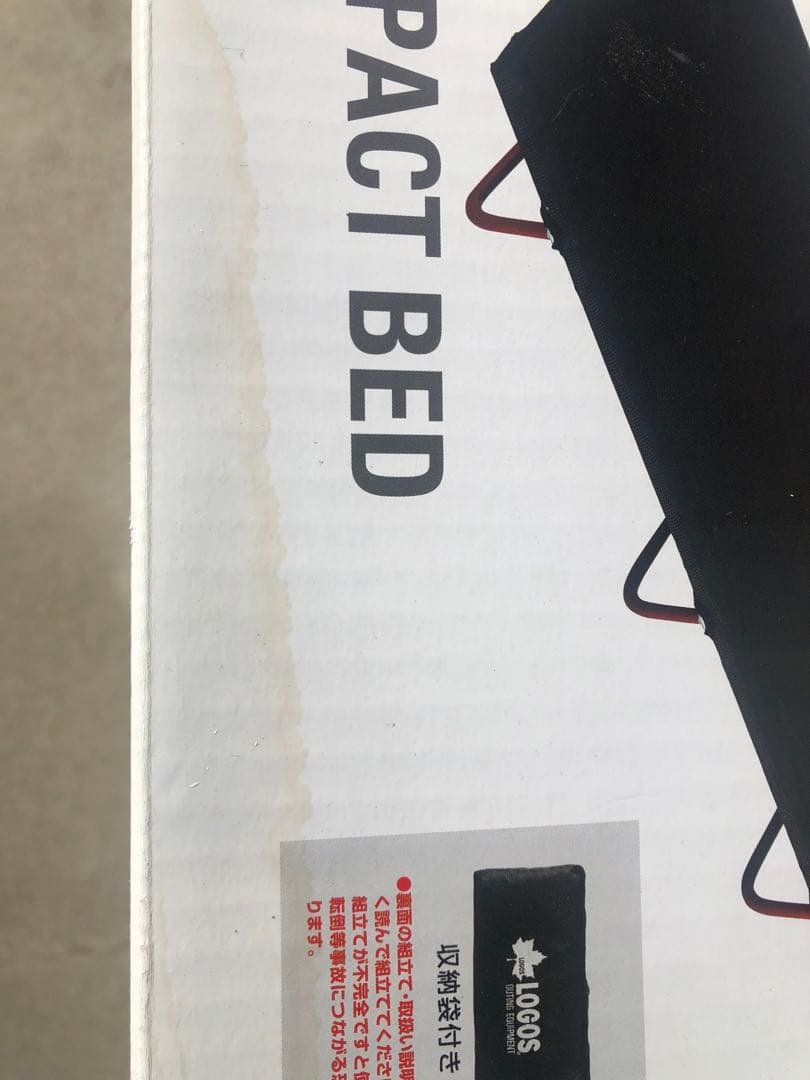 PACT BED
収納袋付き
LOGOS
LOGOS
OUTING EQUIPMENT
●裏面の組立て・取扱い説明
く読んで組立ててくださ
組立てが不完全ですと
転倒等事故につながる
ります。